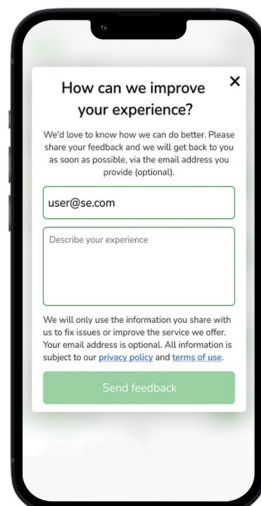 How can we improve
your experience?
We'd love to know how we can do better. Please
share your feedback and we will get back to you
as soon as possible, via the email address you
provide (optional).
user@se.com
Describe your experience
We will only use the information you share with
us to fix issues or improve the service we offer.
Your email address is optional. All information is
subject to our privacy policy and terms of use.
Send feedback